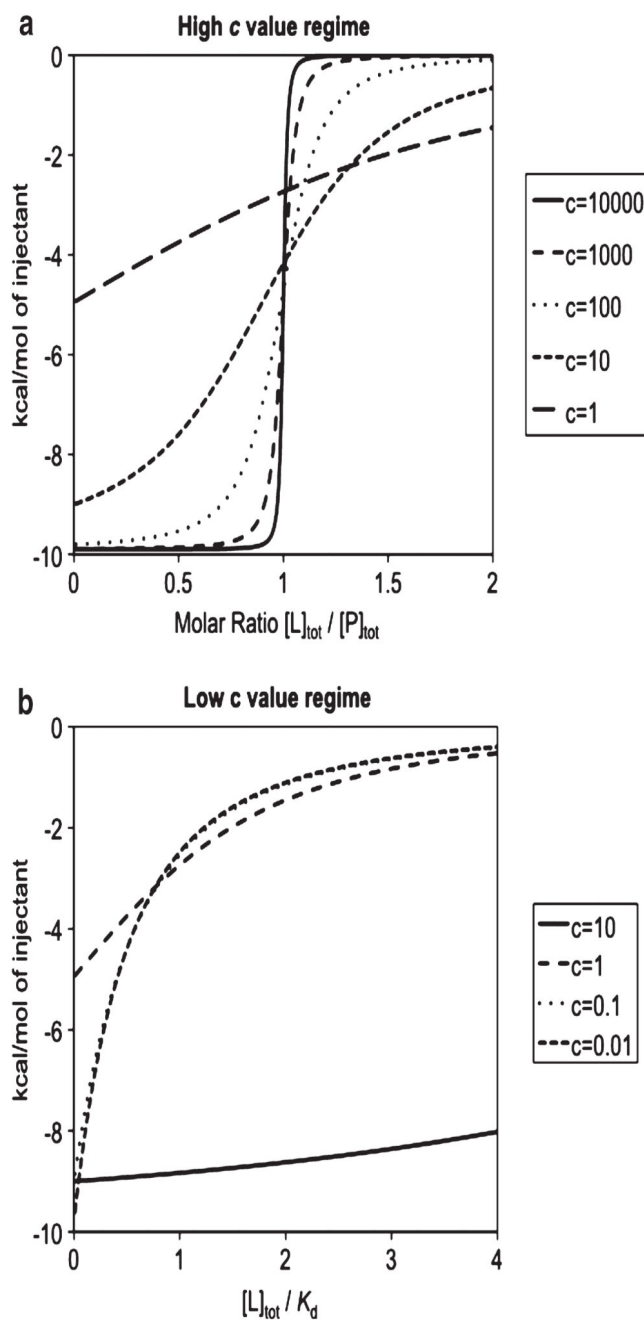 a
High c value regime
0
-2
-4
-6
-8
-10
kcal/mol of injectant
0
0.5
1
1.5
2
Molar Ratio [L]tot / [P]tot
c=10000
c=1000
c=100
c=10
c=1
b
Low c value regime
0
-2
-4
-6
-8
-10
kcal/mol of injectant
0
1
2
3
4
[L]tot / Kd
c=10
c=1
c=0.1
c=0.01